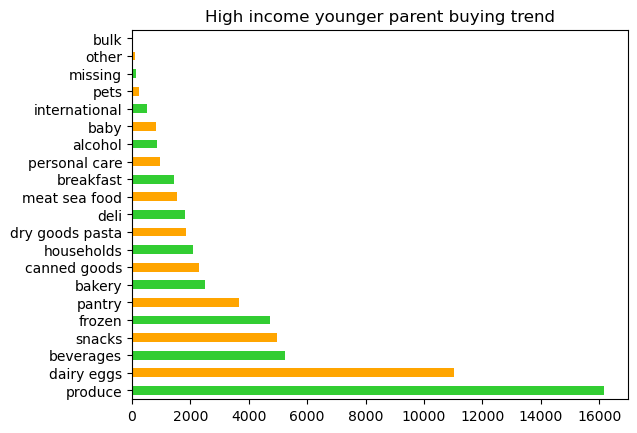 High income younger parent buying trend
bulk
other
missing
pets
international
baby
alcohol
personal care
breakfast
meat sea food
deli
dry goods pasta
households
canned goods
bakery
pantry
frozen
snacks
beverages
dairy eggs
produce
0 2000 4000 6000 8000 10000 12000 14000 16000